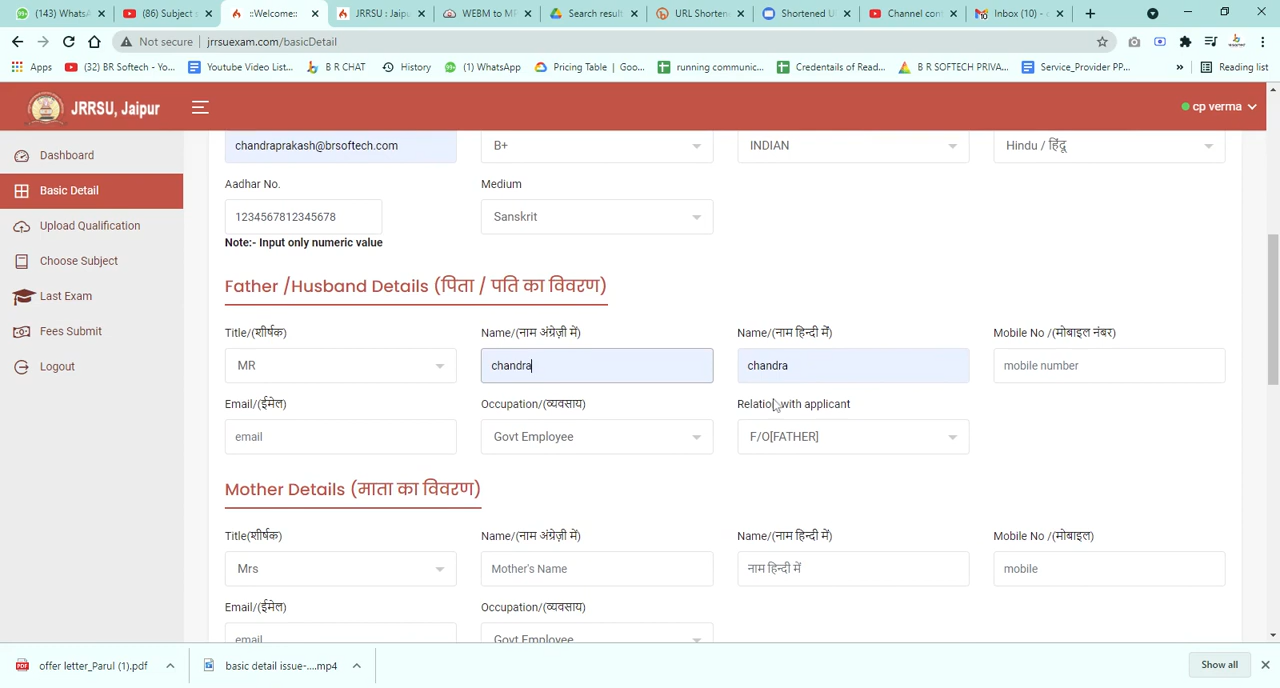 (143) WhatsA
(86) Subject s
::Welcome::
JRRSU : Jaipu
WEBM to MP
Search result
URL Shorten
Shortened U
Channel con
Inbox (10) - c
Not secure
jrrsuexam.com/basicDetail
Apps
(32) BR Softech - Yo...
Youtube Video List...
B R CHAT
History
(1) WhatsApp
Pricing Table | Goo...
running communic...
Credentails of Read...
B R SOFTECH PRIVA...
Service_Provider PP...
»
Reading list
JRRSU, Jaipur
cp verma
Dashboard
Basic Detail
Upload Qualification
Choose Subject
Last Exam
Fees Submit
Logout
chandraprakash@brsoftech.com
B+
INDIAN
Hindu / हिंदू
Aadhar No.
Medium
1234567812345678
Sanskrit
Note:- Input only numeric value
Father /Husband Details (पिता / पति का विवरण)
Title/(शीर्षक)
Name/(नाम अंग्रेज़ी में)
Name/(नाम हिन्दी में)
Mobile No /(मोबाइल नंबर)
MR
chandra
chandra
mobile number
Email/(ईमेल)
Occupation/(व्यवसाय)
Relation with applicant
email
Govt Employee
F/O[FATHER]
Mother Details (माता का विवरण)
Title(शीर्षक)
Name/(नाम अंग्रेज़ी में)
Name/(नाम हिन्दी में)
Mobile No /(मोबाइल)
Mrs
Mother's Name
नाम हिन्दी में
mobile
Email/(ईमेल)
Occupation/(व्यवसाय)
email
Govt Employee
offer letter_Parul (1).pdf
basic detail issue-....mp4
Show all